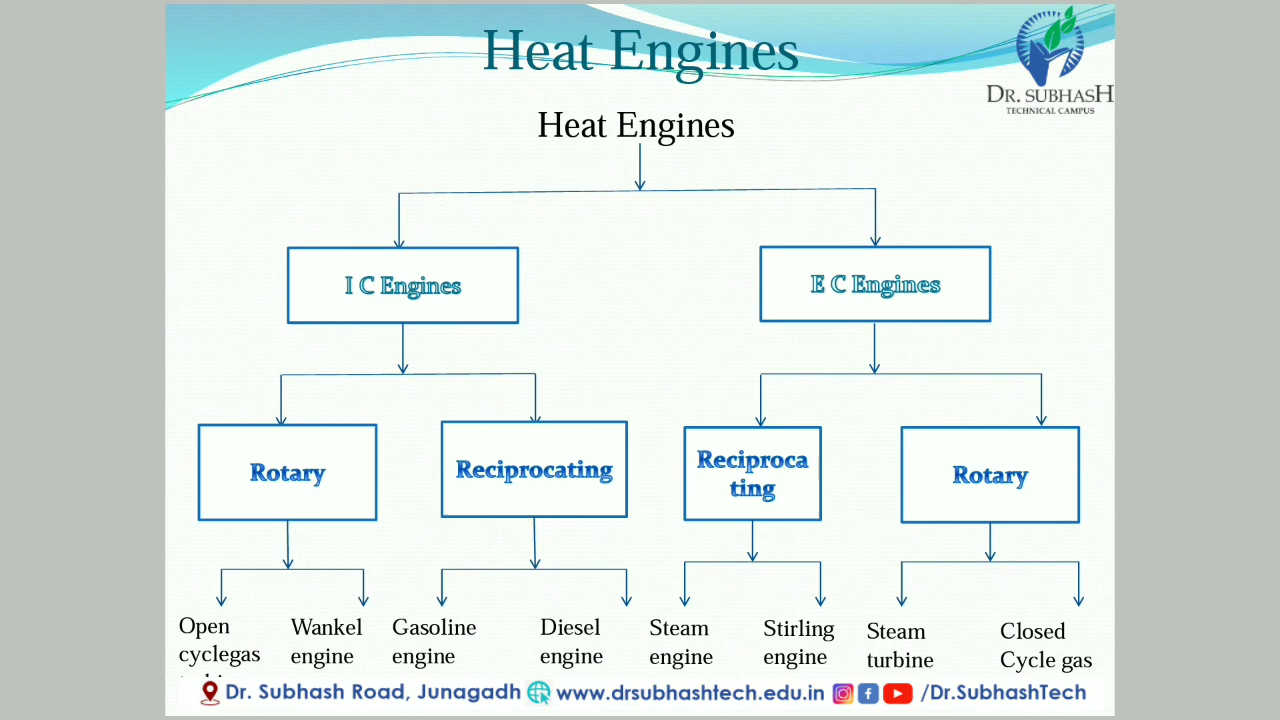 Heat Engines
DR. SUBHASH
TECHNICAL CAMPUS
Heat Engines
I C Engines
E C Engines
Rotary
Reciprocating
Reciproca
ting
Rotary
Open
cyclegas
Wankel
engine
Gasoline
engine
Diesel
engine
Steam
engine
Stirling
engine
Steam
turbine
Closed
Cycle gas
Dr. Subhash Road, Junagadh www.drsubhashtech.edu.in /Dr.SubhashTech